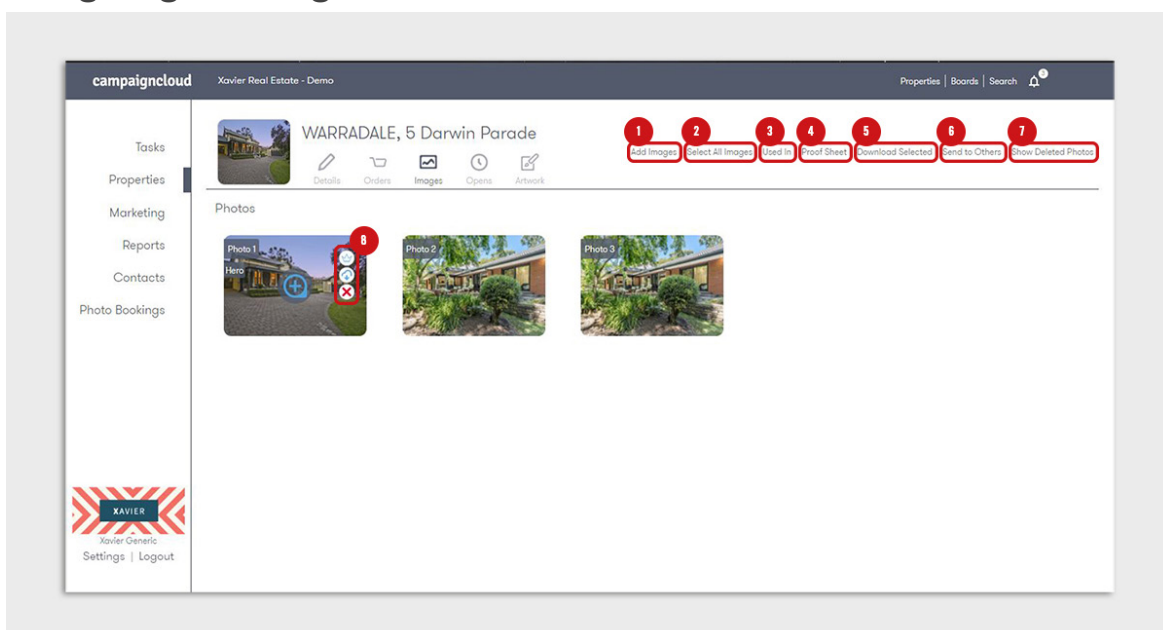 campaigncloud
Xavier Real Estate - Demo
Properties | Boards | Search
3
Tasks
Properties
Marketing
Reports
Contacts
Photo Bookings
WARRADALE, 5 Darwin Parade
Details Orders Images Opens Artwork
1 2 3 4 5 6 7
Add Images Select All Images Used In Proof Sheet Download Selected Send to Others Show Deleted Photos
Photos
8
Photo 1
Hero
Photo 2
Photo 3
XAVIER
Xavier Generic
Settings | Logout